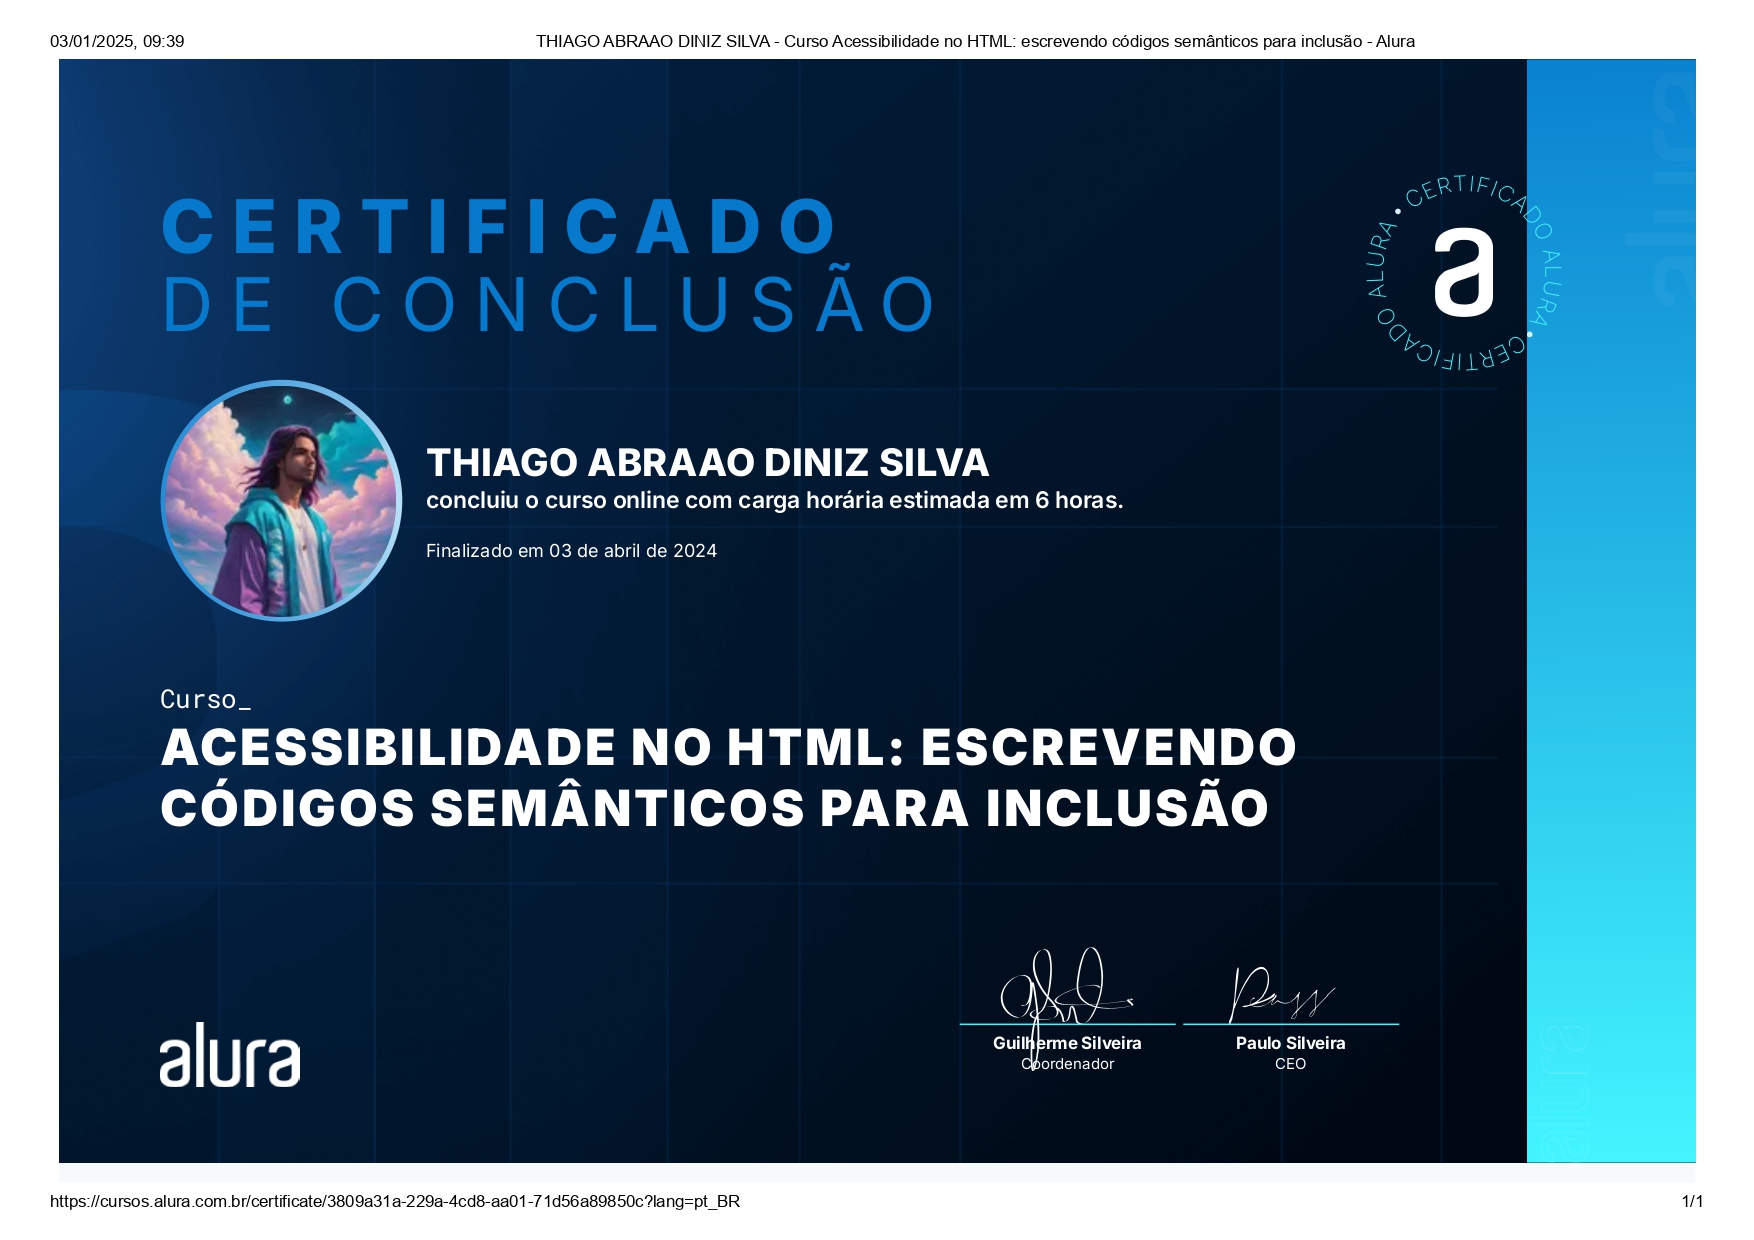 03/01/2025, 09:39
THIAGO ABRAAO DINIZ SILVA - Curso Acessibilidade no HTML: escrevendo códigos semânticos para inclusão - Alura
CERTIFICADO
DE CONCLUSÃO
• CERTIFICADO ALURA • CERTIFICADO ALURA
a
alura
THIAGO ABRAAO DINIZ SILVA
concluiu o curso online com carga horária estimada em 6 horas.
Finalizado em 03 de abril de 2024
Curso_
ACESSIBILIDADE NO HTML: ESCREVENDO
CÓDIGOS SEMÂNTICOS PARA INCLUSÃO
Guilherme Silveira
Coordenador
Paulo Silveira
CEO
alura
alura
https://cursos.alura.com.br/certificate/3809a31a-229a-4cd8-aa01-71d56a89850c?lang=pt_BR
1/1